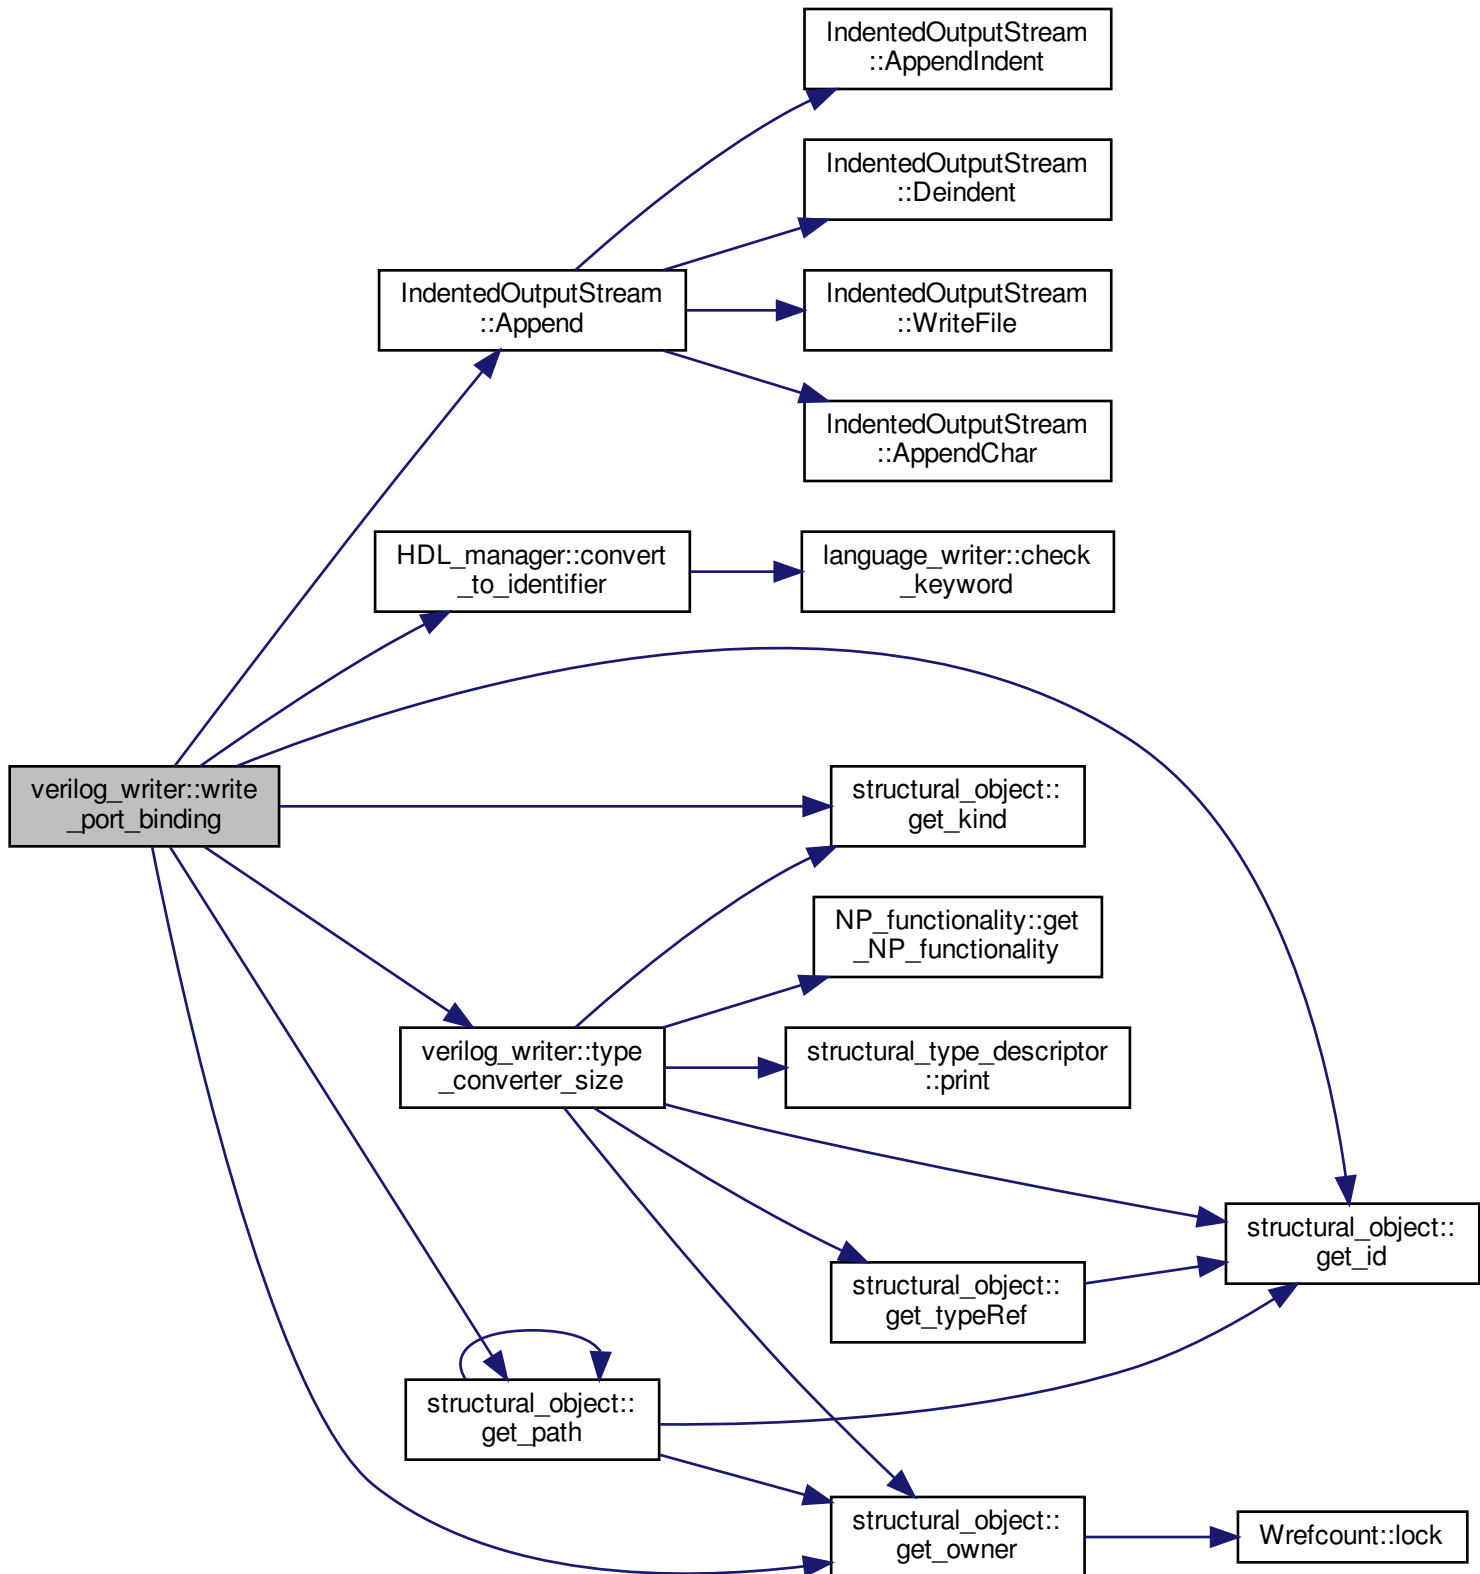 IndentedOutputStream
::AppendIndent
IndentedOutputStream
::Deindent
IndentedOutputStream
::Append
IndentedOutputStream
::WriteFile
IndentedOutputStream
::AppendChar
HDL_manager::convert
_to_identifier
language_writer::check
_keyword
verilog_writer::write
_port_binding
structural_object::
get_kind
NP_functionality::get
_NP_functionality
verilog_writer::type
_converter_size
structural_type_descriptor
::print
structural_object::
get_id
structural_object::
get_typeRef
structural_object::
get_path
structural_object::
get_owner
Wrefcount::lock